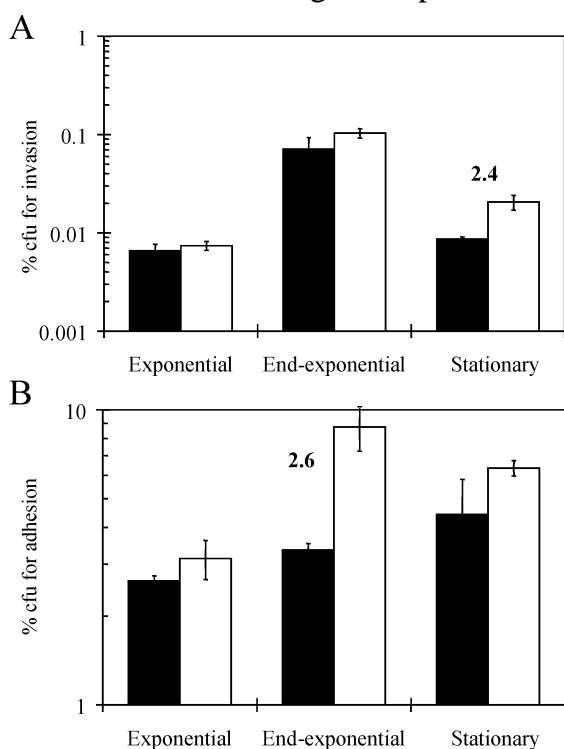 A
1
0.1
2.4
0.01
0.001
% cfu for invasion
Exponential End-exponential Stationary
B
10
2.6
1
% cfu for adhesion
Exponential End-exponential Stationary